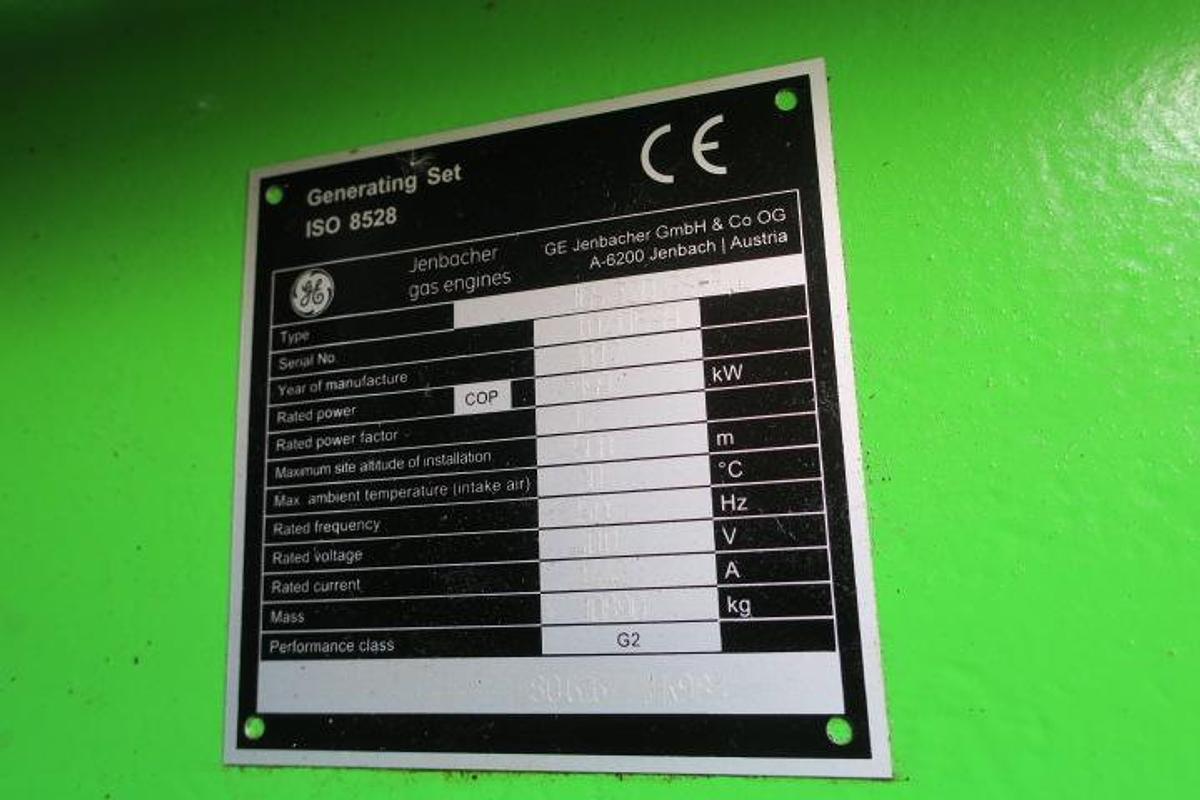 Generating Set
ISO 8528
CE
GE
Jenbacher
gas engines
GE Jenbacher GmbH & Co OG
A-6200 Jenbach | Austria
Type
Serial No.
Year of manufacture
Rated power COP kW
Rated power factor
Maximum site altitude of installation m
Max. ambient temperature (intake air) °C
Rated frequency Hz
Rated voltage V
Rated current A
Mass kg
Performance class G2